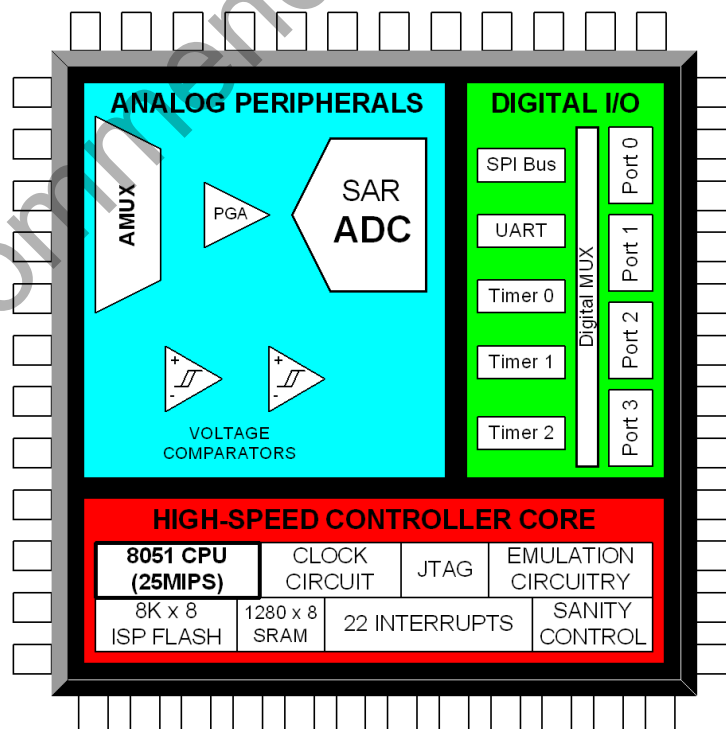 ANALOG PERIPHERALS
AMUX
PGA
SAR
ADC
+
-
+
-
VOLTAGE
COMPARATORS
DIGITAL I/O
SPI Bus
UART
Timer 0
Timer 1
Timer 2
Digital MUX
Port 0
Port 1
Port 2
Port 3
HIGH-SPEED CONTROLLER CORE
8051 CPU
(25MIPS)
CLOCK
CIRCUIT
JTAG
EMULATION
CIRCUITRY
8K x 8
ISP FLASH
1280 x 8
SRAM
22 INTERRUPTS
SANITY
CONTROL